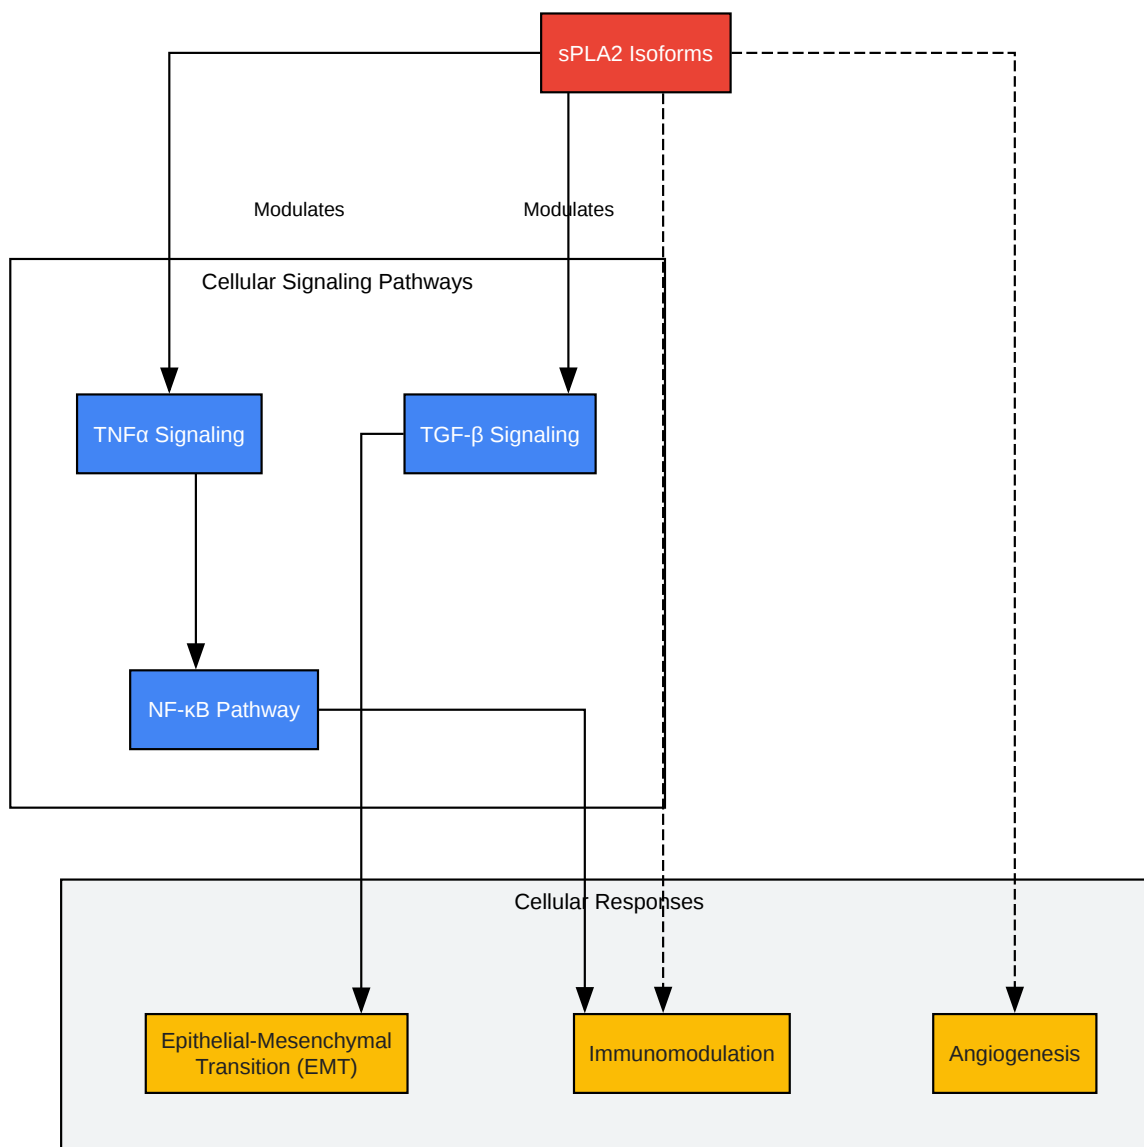 sPLA2 Isoforms
Modulates
Modulates
Cellular Signaling Pathways
TNFα Signaling
TGF-β Signaling
NF-κB Pathway
Cellular Responses
Epithelial-Mesenchymal
Transition (EMT)
Immunomodulation
Angiogenesis